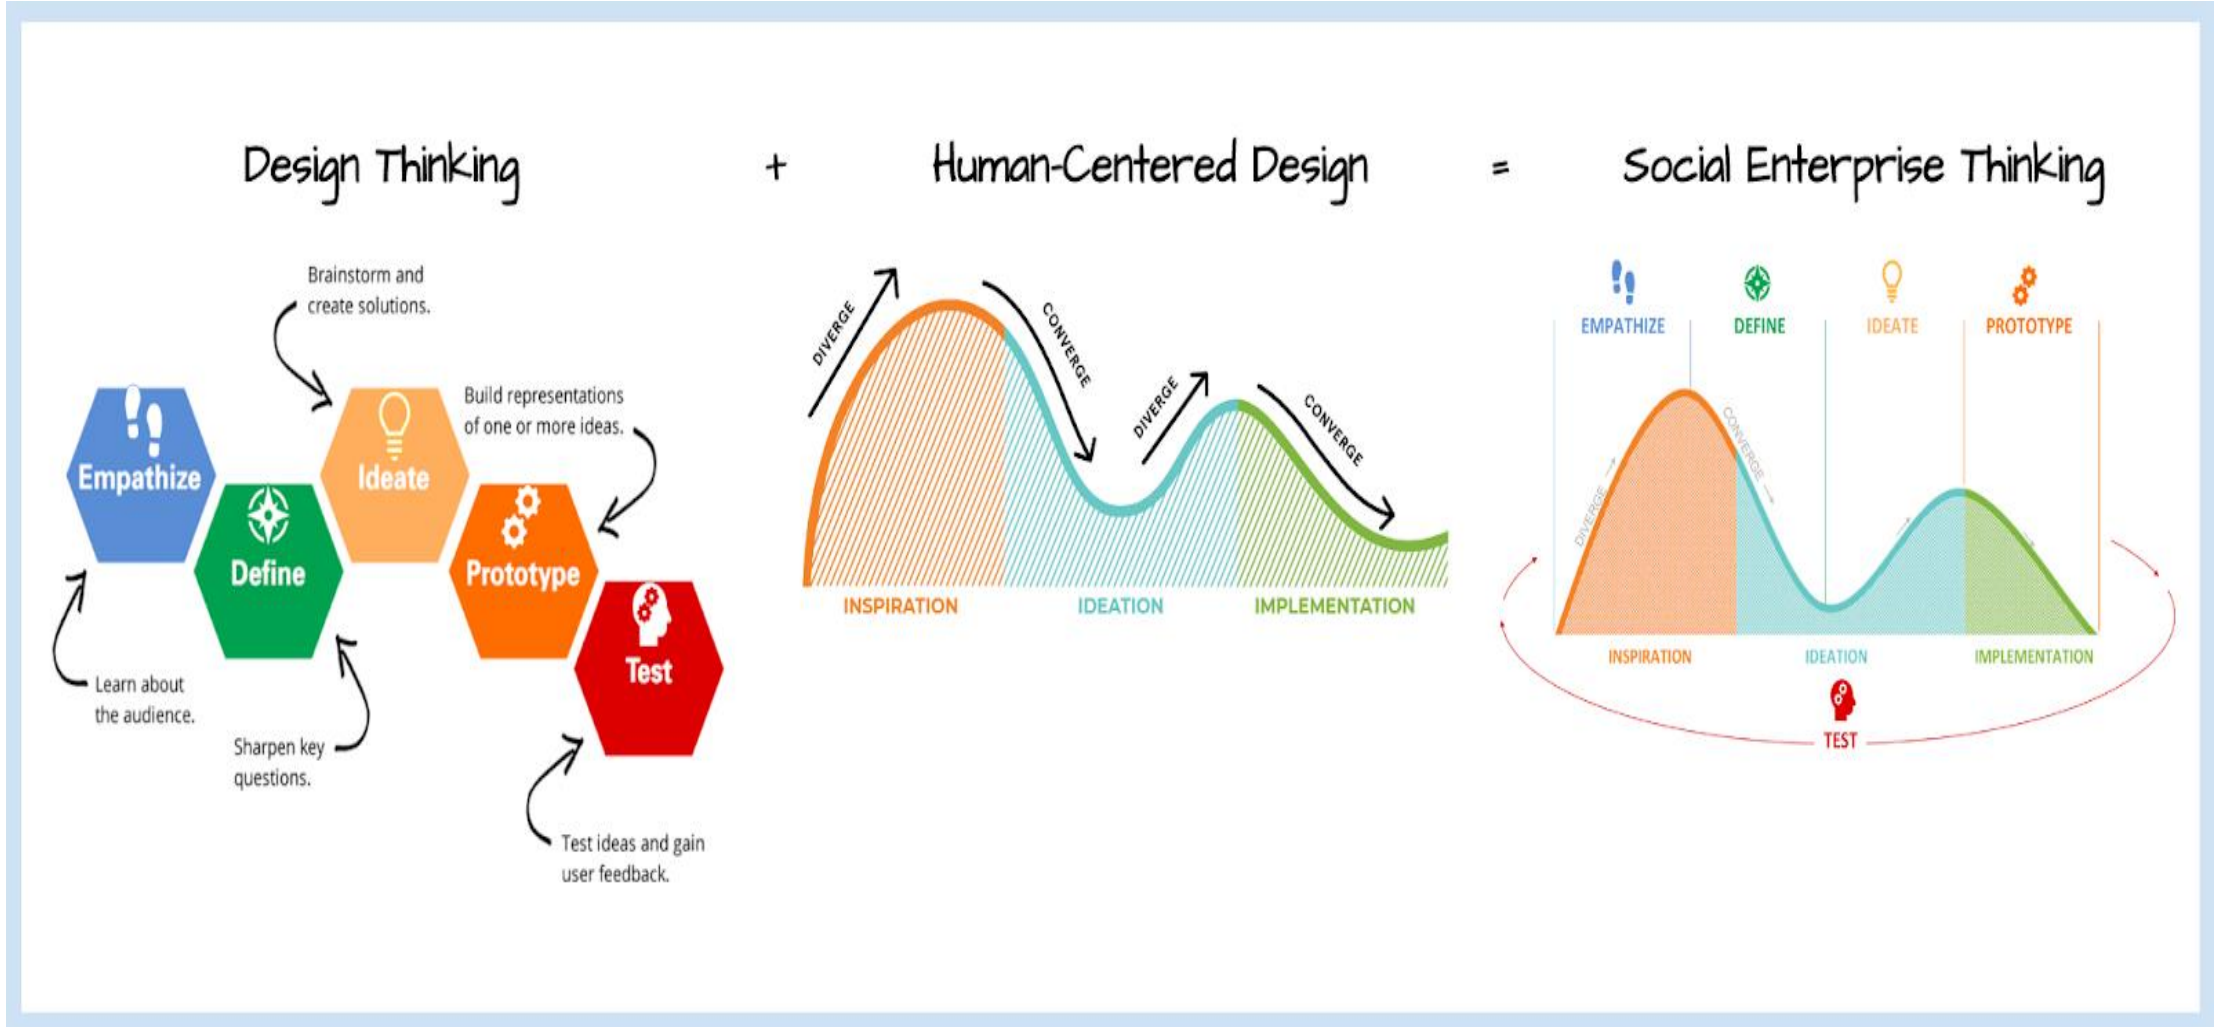 Design Thinking
+
Human-Centered Design
=
Social Enterprise Thinking
Brainstorm and
create solutions.
Build representations
of one or more ideas.
Empathize
Define
Ideate
Prototype
Test
Learn about
the audience.
Sharpen key
questions.
Test ideas and gain
user feedback.
DIVERGE
CONVERGE
DIVERGE
CONVERGE
INSPIRATION
IDEATION
IMPLEMENTATION
EMPATHIZE
DEFINE
IDEATE
PROTOTYPE
DIVERGE
CONVERGE
INSPIRATION
IDEATION
IMPLEMENTATION
TEST